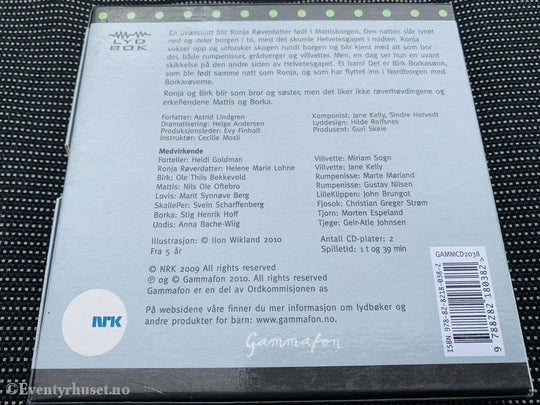 LYD
BOK
En uværsnatt blir Ronja Røverdatter født i Mattisborgen. Den natten slår lynet
ned og deler borgen i to, med det skumle Helvetesgapet i midten. Ronja
vokser opp og utforsker skogen rundt borgen og blir kjent med alt som bor
der, både rumpenisser, grådverger og villvetter. Men, en dag ser hun en uvant
skikkelse på den andre siden av Helvetesgapet. Et barn! Det er Birk Borkasønn,
som ble født samme natt som Ronja, og som har flyttet inn i Nordborgen med
Borkarøverne.
Ronja og Birk blir som bror og søster, men det liker ikke røverhøvdingene og
erkefiendene Mattis og Borka.
Forfatter: Astrid Lindgren
Dramatisering: Helge Andersen
Produksjonsleder: Evy Finholt
Instruktør: Cecilie Mosli
Komponist: Jane Kelly, Sindre Hotvedt
Lyddesign: Hilde Rolfsnes
Produsent: Guri Skeie
Medvirkende
Forteller: Heidi Goldman
Ronja Røverdatter: Helene Marie Lohne
Birk: Ole Thiis Bekkevold
Mattis: Nils Ole Oftebro
Lovis: Marit Synnøve Berg
SkallePer: Svein Scharffenberg
Borka: Stig Henrik Hoff
Undis: Anna Bache-Wiig
Villvette: Miriam Sogn
Villvette: Jane Kelly
Rumpenisse: Marte Mørland
Rumpenisse: Gustav Nilsen
LilleKlippen: John Brungot
Fjosok: Christian Greger Strøm
Tjorm: Morten Espeland
Tjege: Geir-Atle Johnsen
Illustrasjon: © Ilon Wikland 2010
Fra 5 år
Antall CD-plater: 2
Spilletid: 1 t og 39 min
© NRK 2009 All rights reserved
℗ og © Gammafon 2010. All rights reserved
Gammafon er en del av Ordkommisjonen as
På websidene våre finner du mer informasjon om lydbøker og
andre produkter for barn: www.gammafon.no.
NRK
Gammafon
GAMMCD2038
ISBN 978-82-8218-038-2
9 788282 180382 >
© Eventyrhuset.no